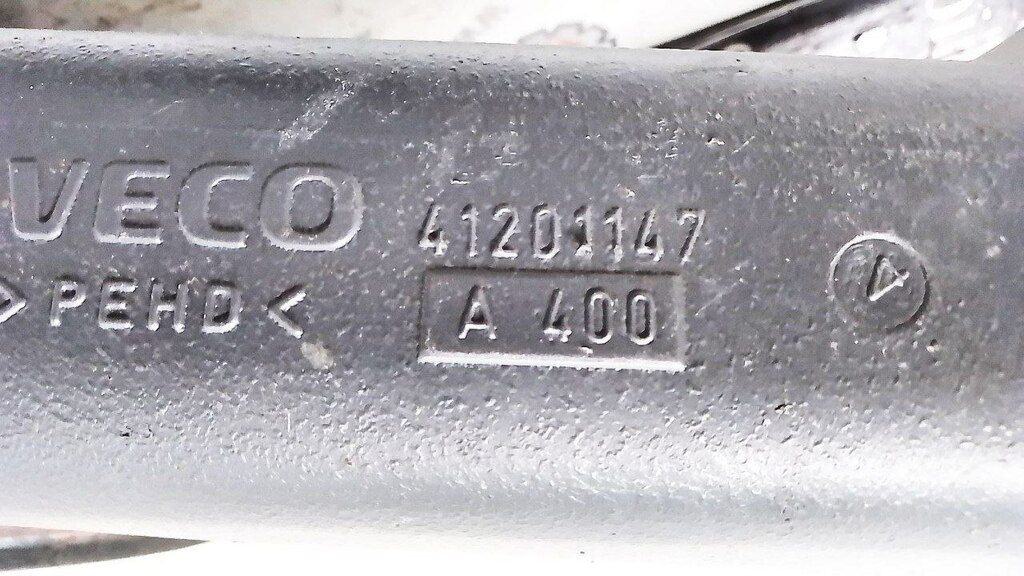 VECO
41201147
>PEHD<
A 400